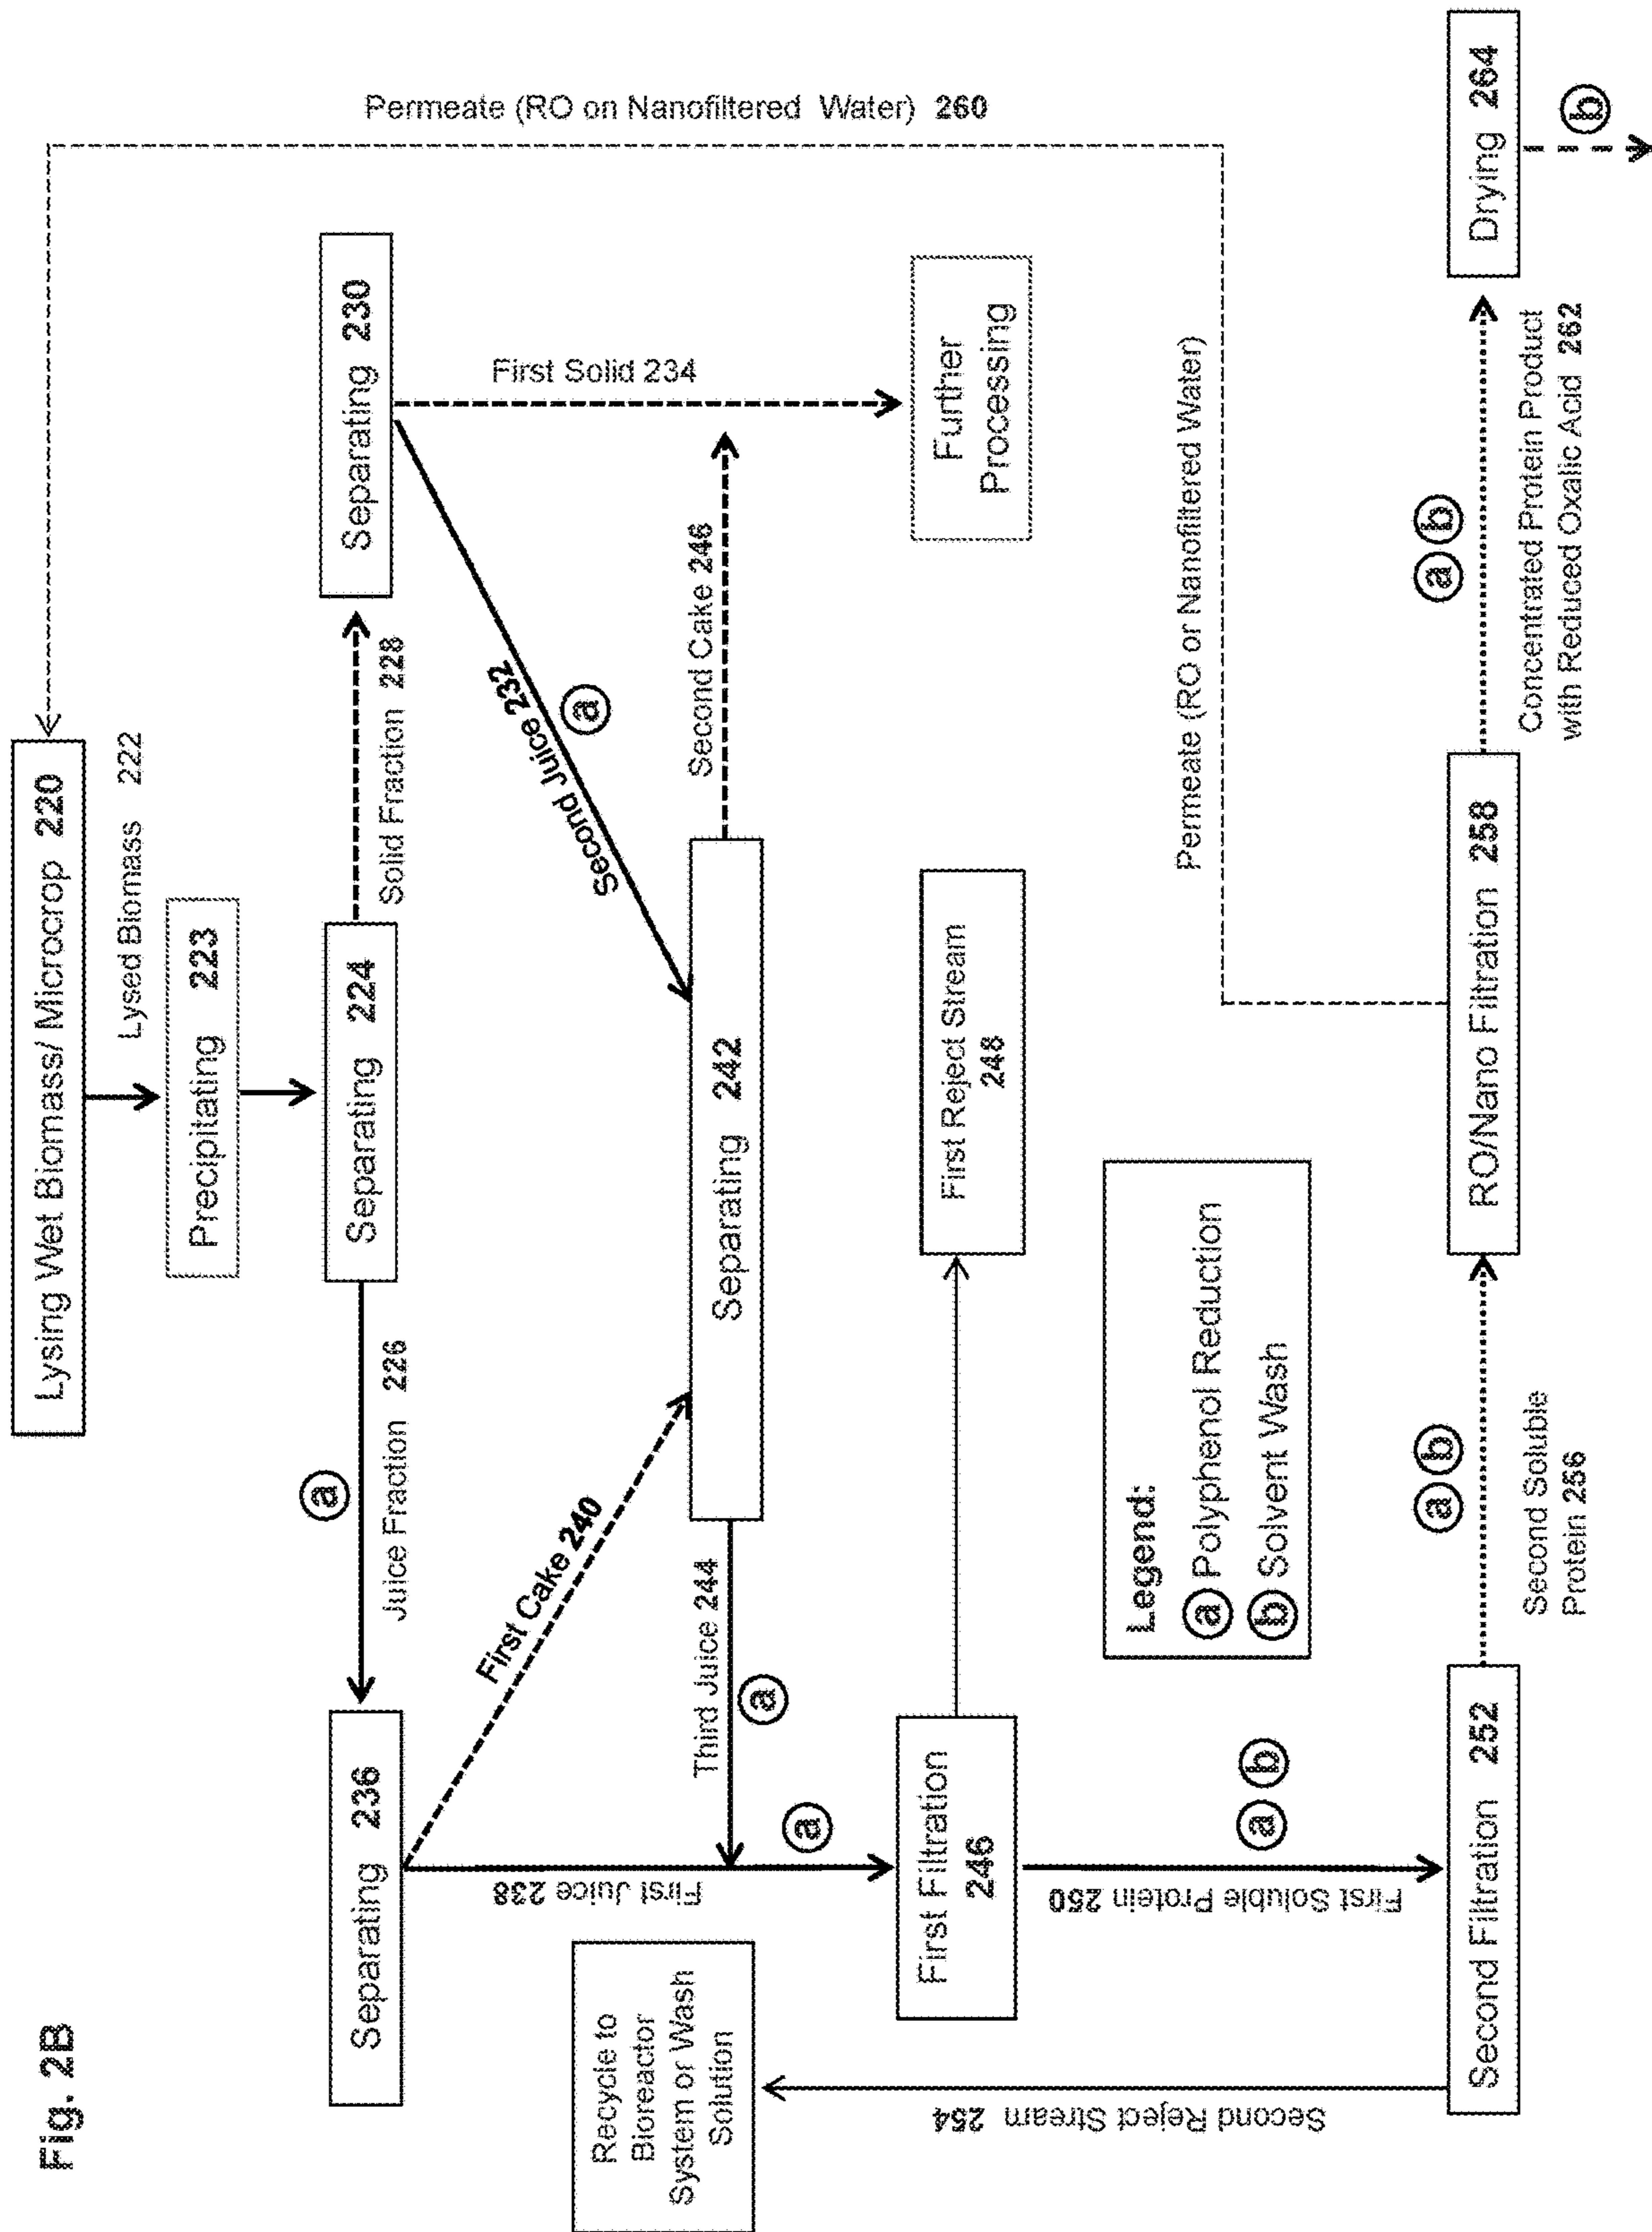 Fig. 2B
Lysing Wet Biomass/ Microcrop 220
Lysed Biomass 222
Permeate (RO on Nanofiltered Water) 260
Precipitating 223
Separating 236
a
Juice Fraction 226
Separating 224
Solid Fraction 228
Separating 230
First Cake 240
Second Juice 232
a
First Solid 234
First Juice 238
Third Juice 244
a
Separating 242
Second Cake 246
Recycle to
Bioreactor
System or Wash
Solution
a
First Filtration
246
First Reject Stream
248
Further
Processing
Second Reject Stream 254
First Soluble Protein 250
a b
Legend:
a Polyphenol Reduction
b Solvent Wash
Permeate (RO or Nanofiltered Water)
Second Filtration 252
a b
Second Soluble
Protein 256
RO/Nano Filtration 258
a b
Concentrated Protein Product
with Reduced Oxalic Acid 262
Drying 264
b